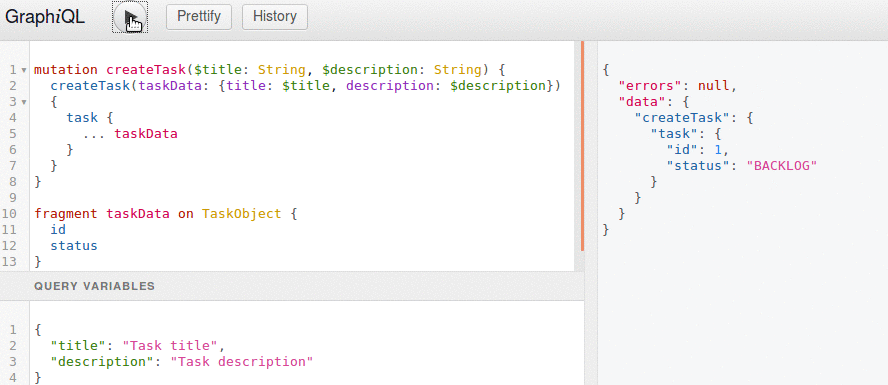 GraphiQL Prettify History
1 mutation createTask($title: String, $description: String) {
2   createTask(taskData: {title: $title, description: $description})
3   {
4     task {
5       ... taskData
6     }
7   }
8 }
9
10 fragment taskData on TaskObject {
11   id
12   status
13 }
QUERY VARIABLES
1 {
2   "title": "Task title",
3   "description": "Task description"
4 }
{
  "errors": null,
  "data": {
    "createTask": {
      "task": {
        "id": 1,
        "status": "BACKLOG"
      }
    }
  }
}